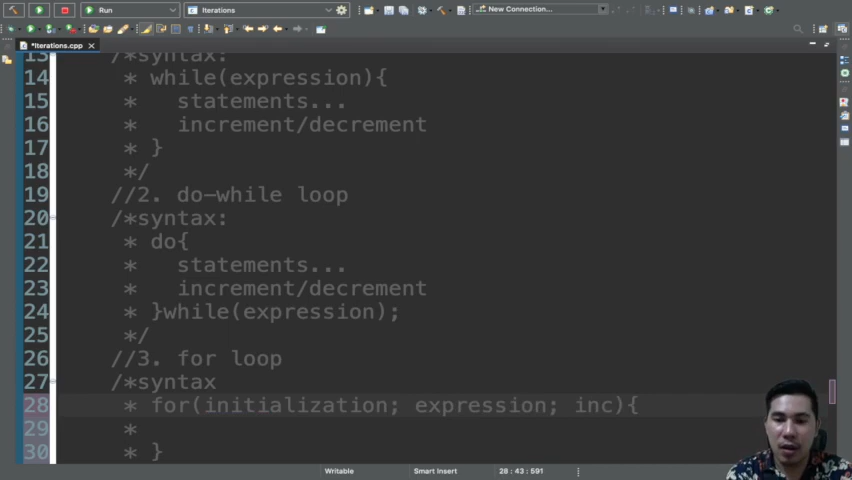 Run
Iterations
New Connection...
*Iterations.cpp
13 /*syntax:
14 * while(expression){
15 * statements...
16 * increment/decrement
17 * }
18 */
19 //2. do-while loop
20 /*syntax:
21 * do{
22 * statements...
23 * increment/decrement
24 * }while(expression);
25 */
26 //3. for loop
27 /*syntax
28 * for(initialization; expression; inc){
29 *
30 * }
Writable Smart Insert 28 : 43 : 591